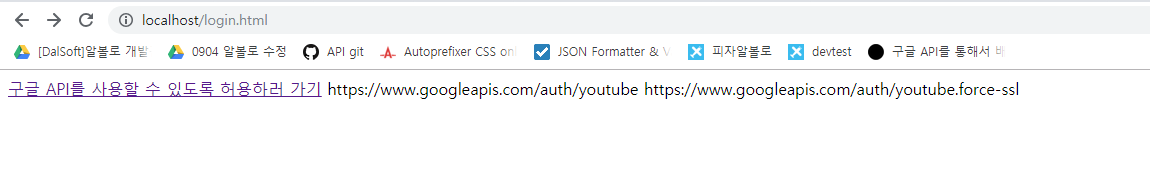 localhost/login.html
[DalSoft]알볼로 개발 0904 알볼로 수정 API git Autoprefixer CSS onl JSON Formatter & V 피자알볼로 devtest 구글 API를 통해서
구글 API를 사용할 수 있도록 허용하러 가기 https://www.googleapis.com/auth/youtube https://www.googleapis.com/auth/youtube.force-ssl